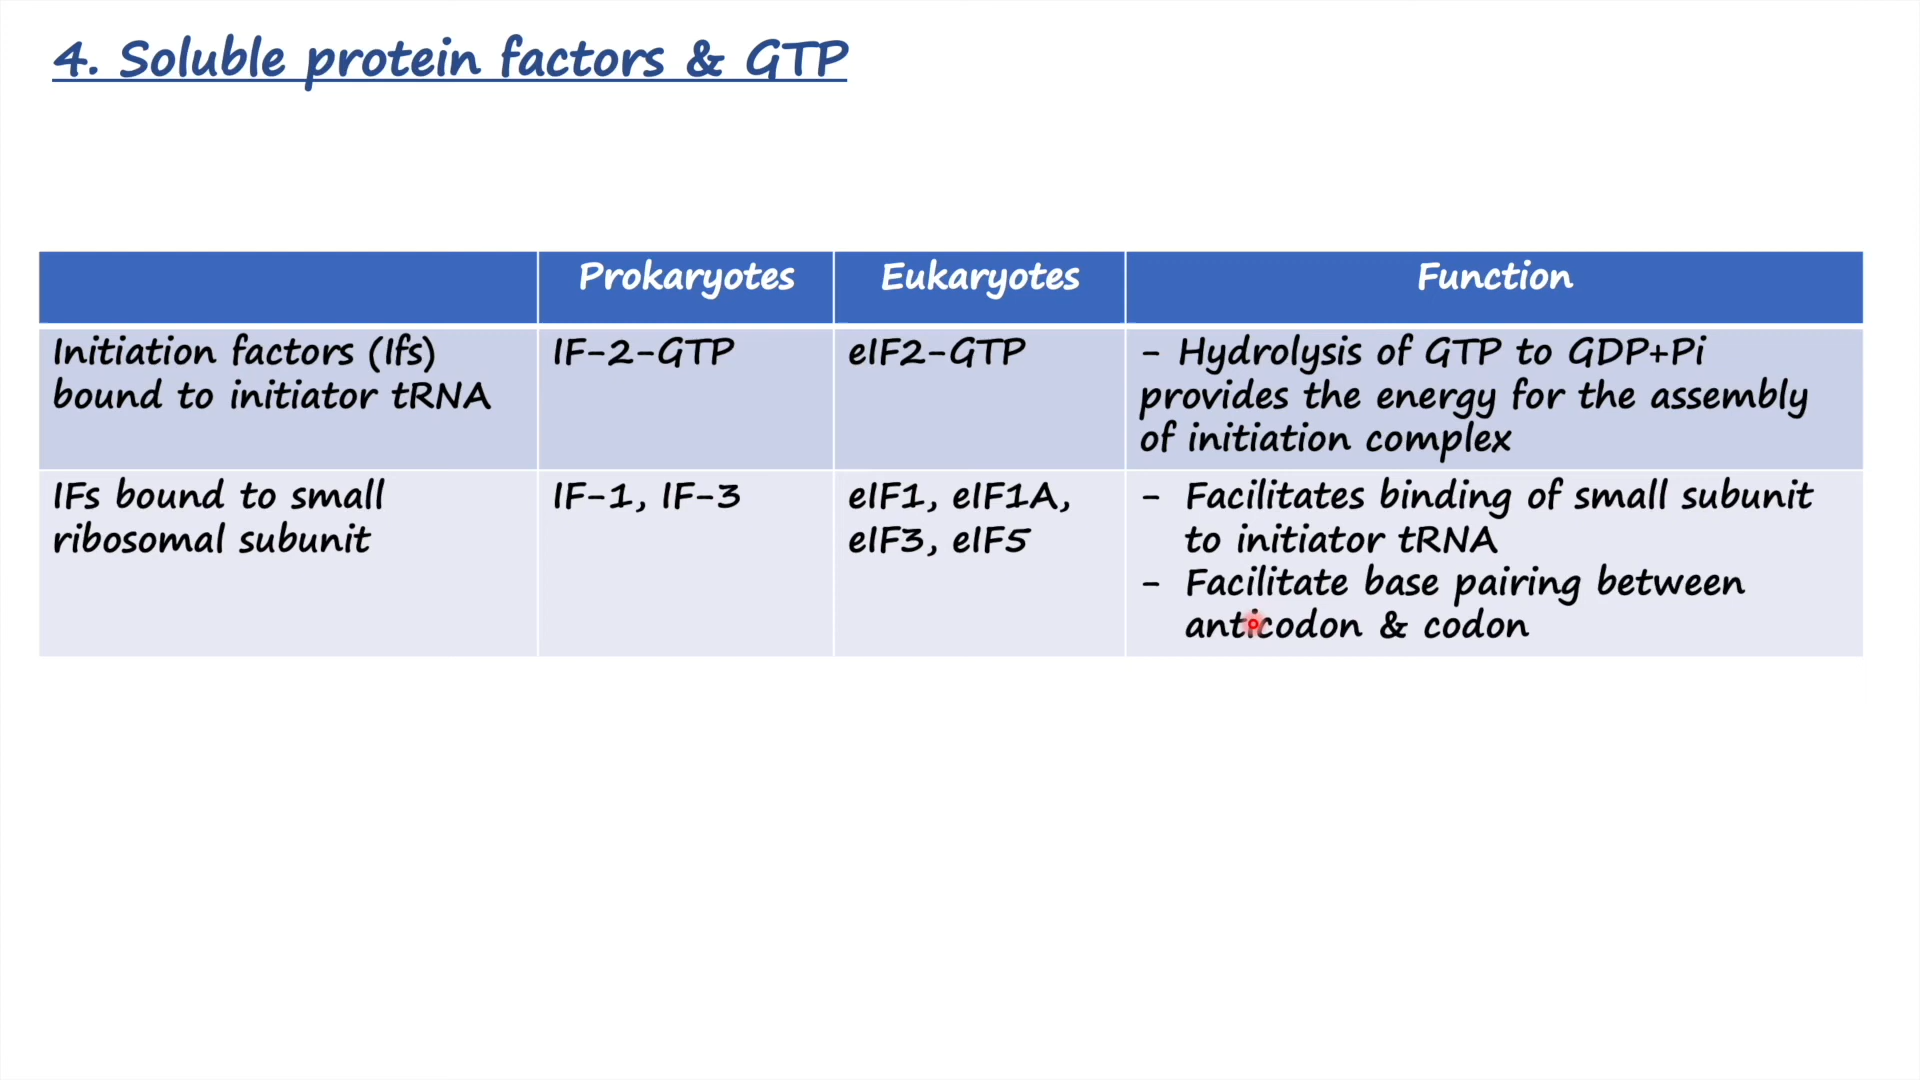 4. Soluble protein factors & GTP
Prokaryotes Eukaryotes Function
Initiation factors (Ifs)
bound to initiator tRNA
IF-2-GTP
eIF2-GTP
- Hydrolysis of GTP to GDP+Pi
provides the energy for the assembly
of initiation complex
IFs bound to small
ribosomal subunit
IF-1, IF-3
eIF1, eIF1A,
eIF3, eIF5
- Facilitates binding of small subunit
to initiator tRNA
- Facilitate base pairing between
anticodon & codon